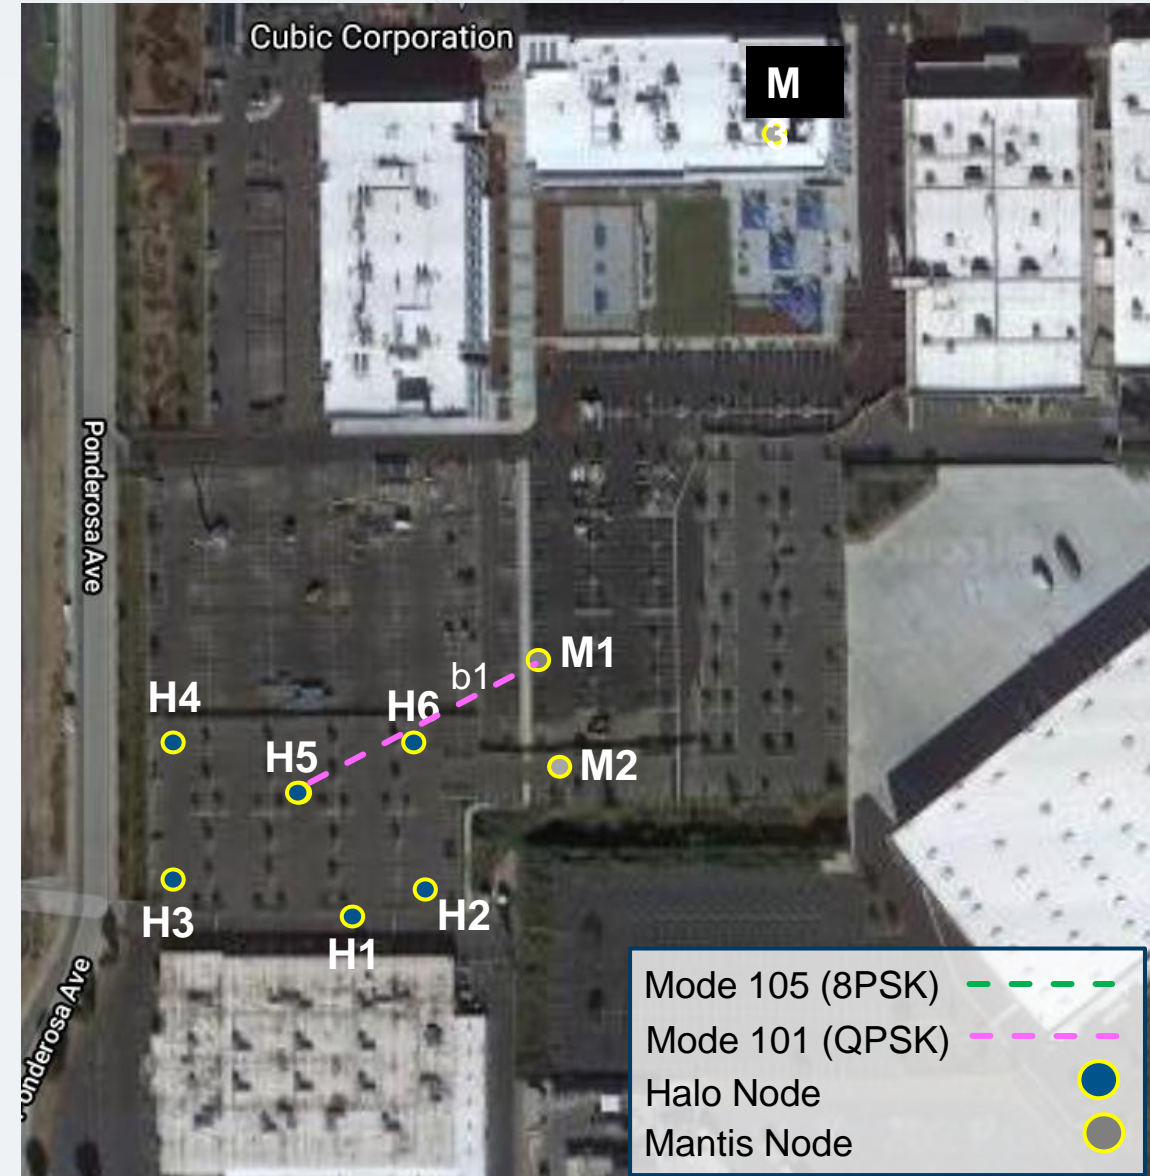 Cubic Corporation
M
3
Ponderosa Ave
M1
b1
H4
H6
H5
M2
H3
H2
H1
Ponderosa Ave
Mode 105 (8PSK)
Mode 101 (QPSK)
Halo Node
Mantis Node